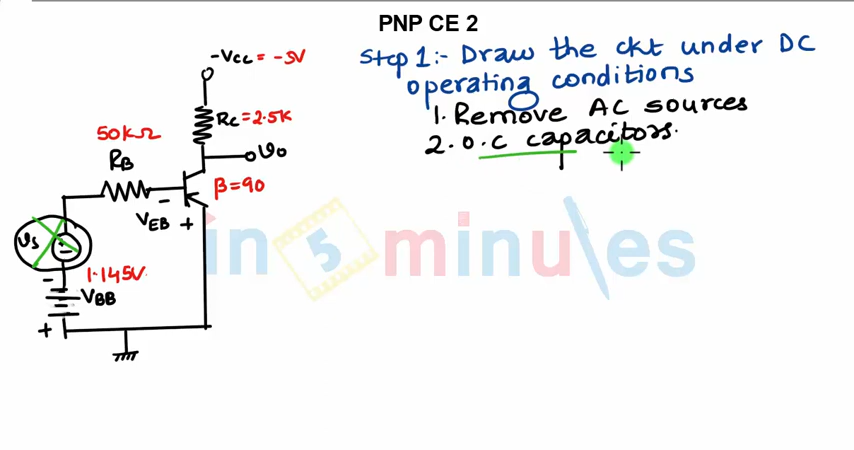 PNP CE 2
-VCC = -5V
Step 1:- Draw the ckt under DC
operating conditions
1. Remove AC sources
2. O.C capacitors.
RC = 2.5K
50KΩ
RB
vo
β = 90
- VEB +
vs
+
-
1.145V
-
VBB
+
in 5 minutes